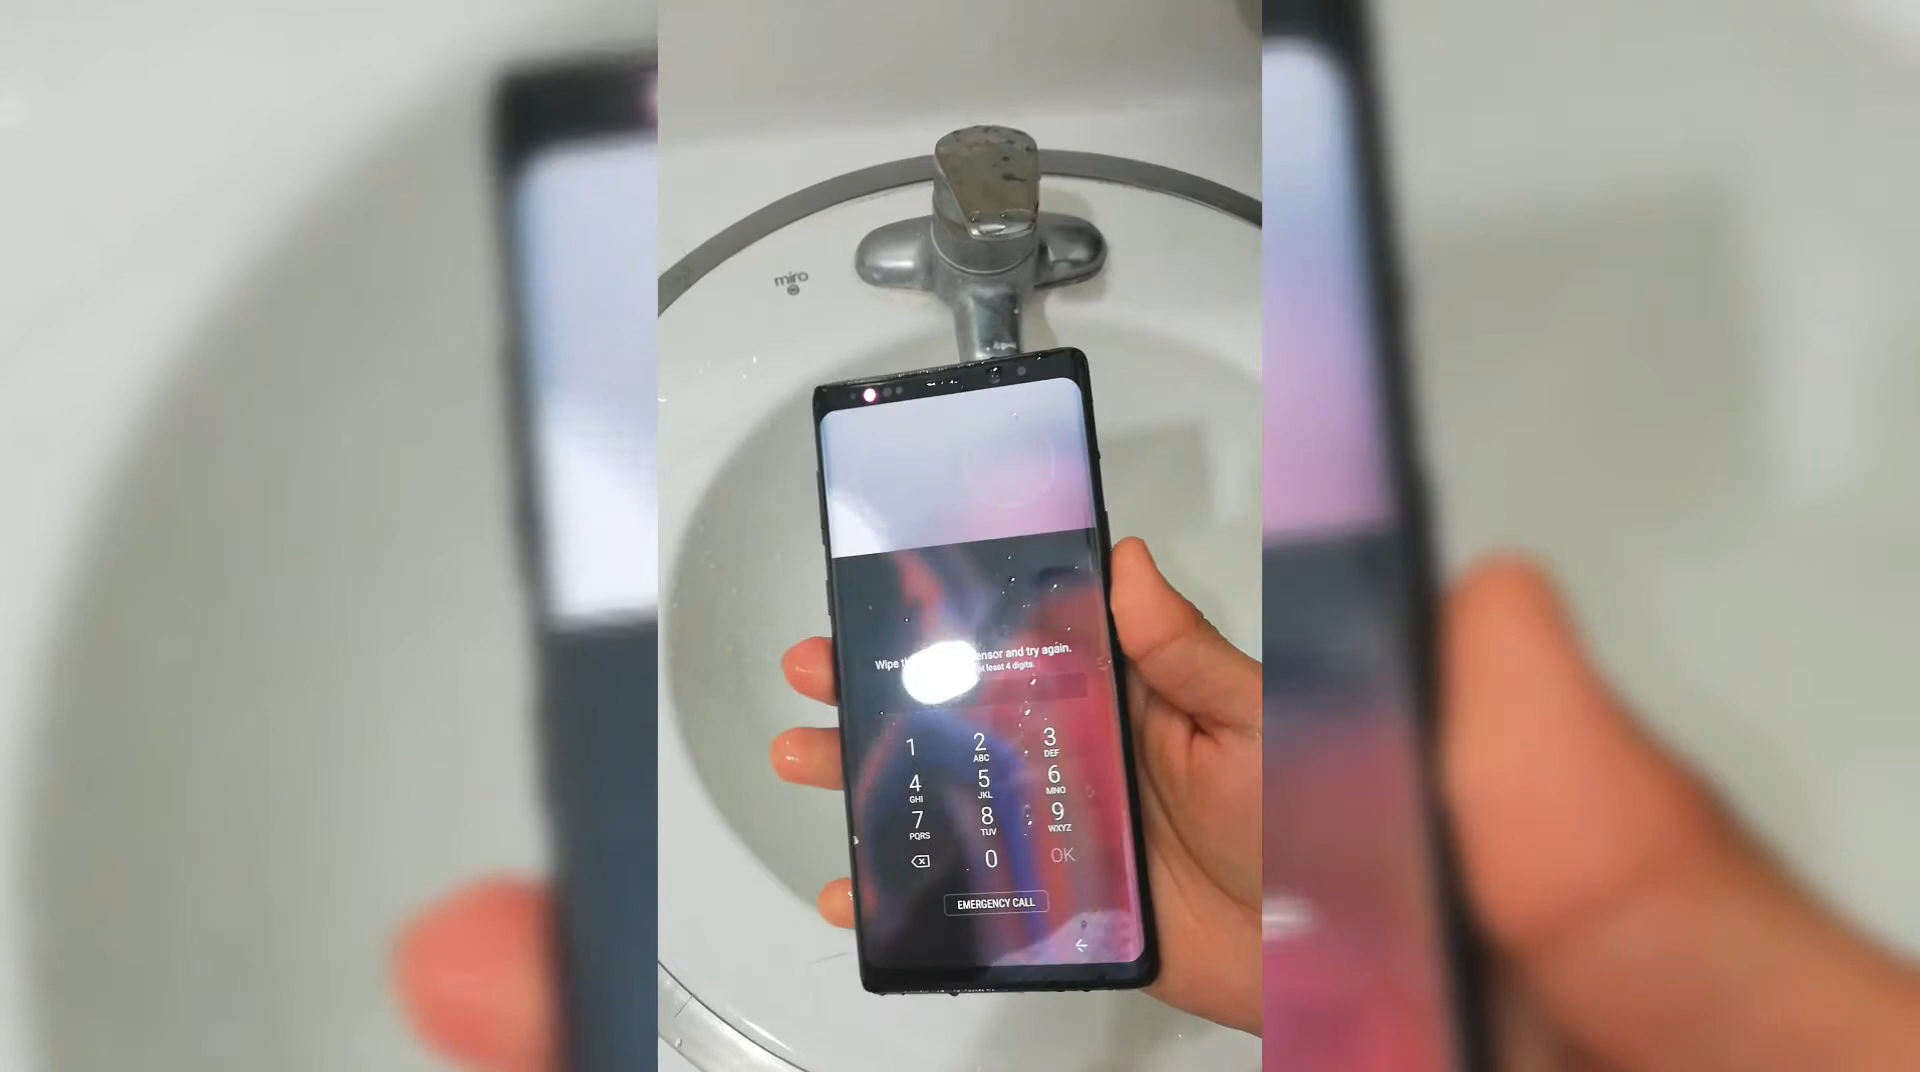 miro
Wipe ensor and try again.
least 4 digits.
1
2
ABC
3
DEF
4
GHI
5
JKL
6
MNO
7
PQRS
8
TUV
9
WXYZ
0
OK
EMERGENCY CALL